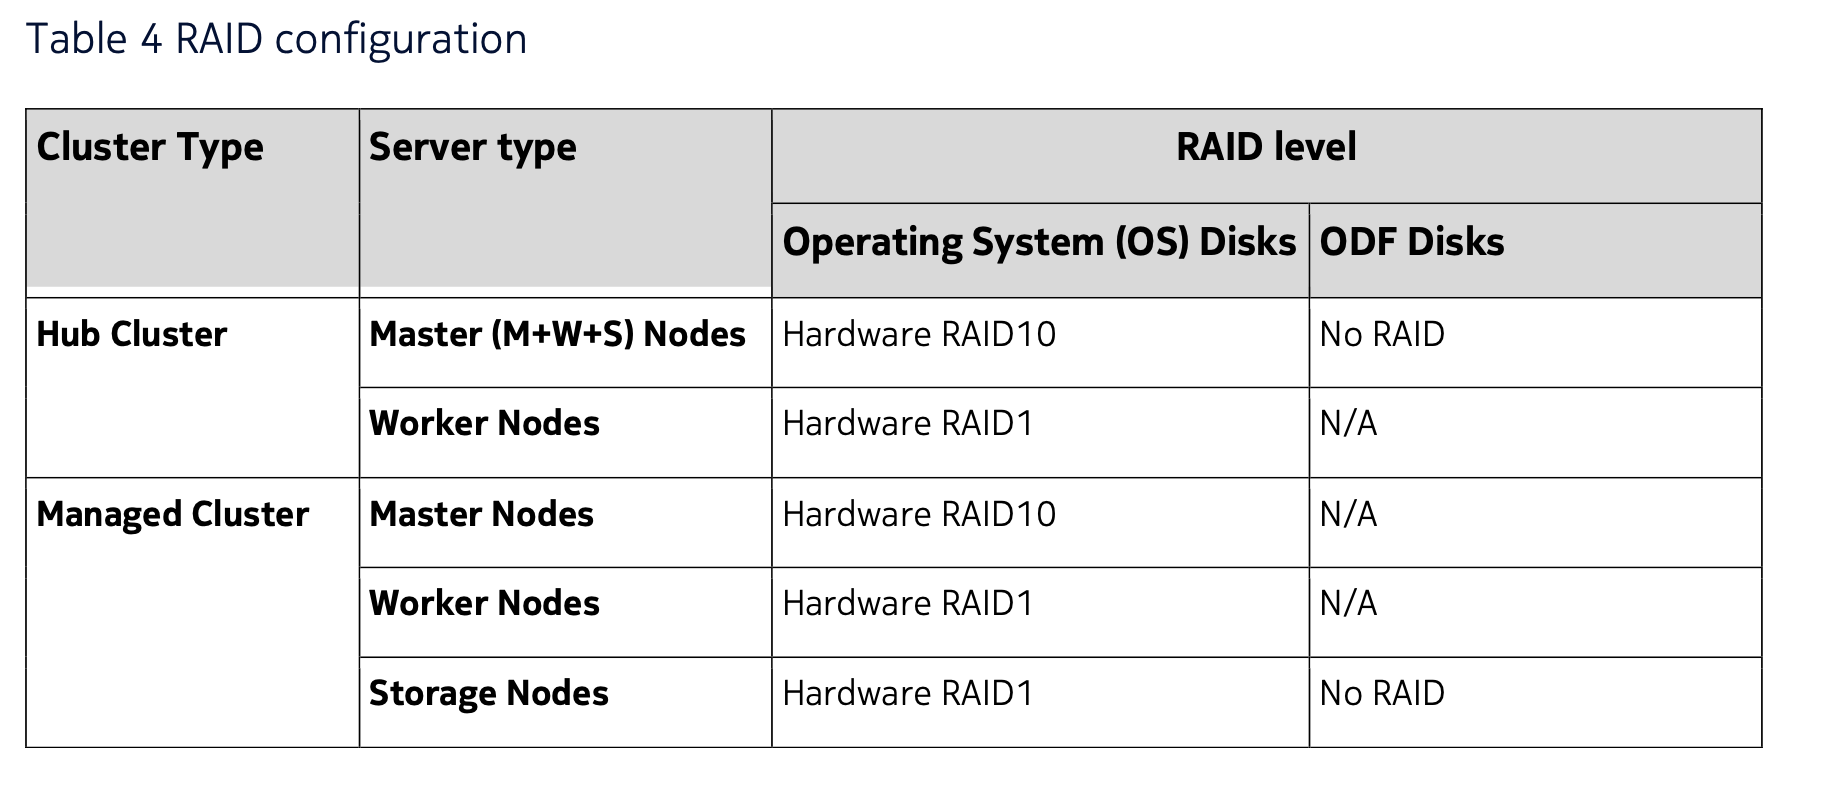 Table 4 RAID configuration
Cluster Type Server type RAID level
Operating System (OS) Disks ODF Disks
Hub Cluster Master (M+W+S) Nodes Hardware RAID10 No RAID
Worker Nodes Hardware RAID1 N/A
Managed Cluster Master Nodes Hardware RAID10 N/A
Worker Nodes Hardware RAID1 N/A
Storage Nodes Hardware RAID1 No RAID